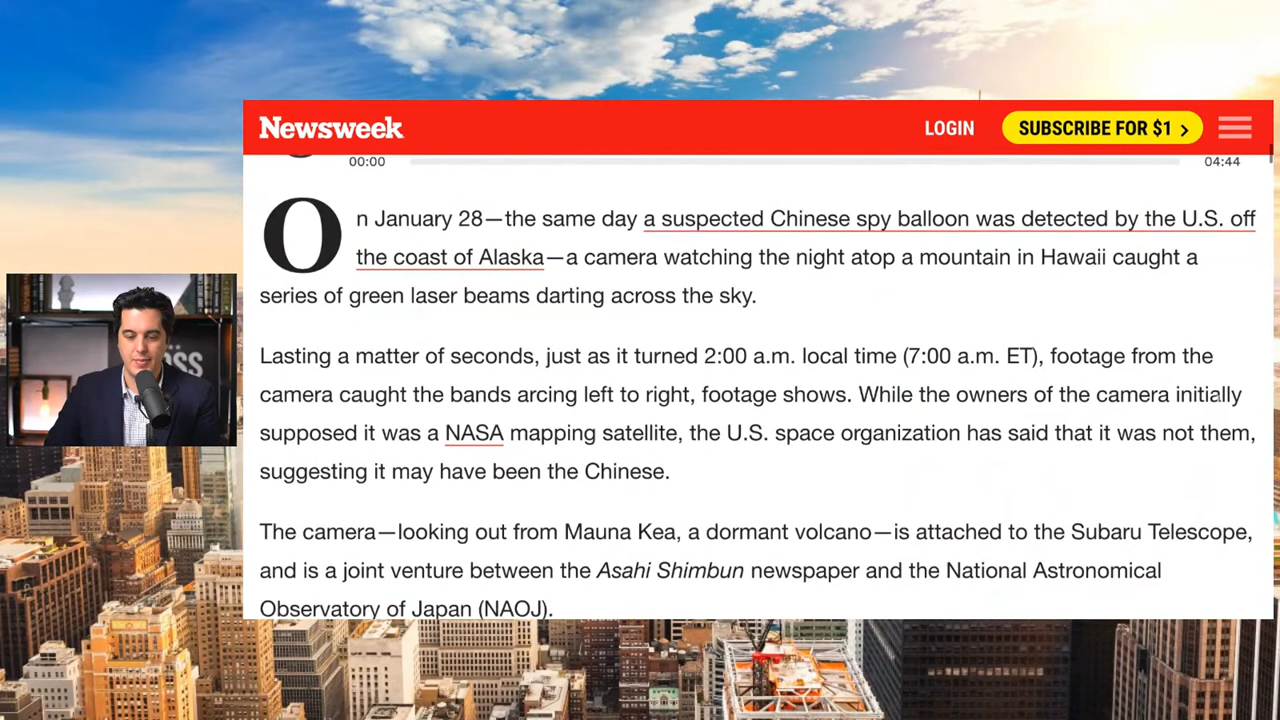 Newsweek
LOGIN
SUBSCRIBE FOR $1
00:00
04:44
On January 28—the same day a suspected Chinese spy balloon was detected by the U.S. off
the coast of Alaska—a camera watching the night atop a mountain in Hawaii caught a
series of green laser beams darting across the sky.
Lasting a matter of seconds, just as it turned 2:00 a.m. local time (7:00 a.m. ET), footage from the
camera caught the bands arcing left to right, footage shows. While the owners of the camera initially
supposed it was a NASA mapping satellite, the U.S. space organization has said that it was not them,
suggesting it may have been the Chinese.
The camera—looking out from Mauna Kea, a dormant volcano—is attached to the Subaru Telescope,
and is a joint venture between the Asahi Shimbun newspaper and the National Astronomical
Observatory of Japan (NAOJ).